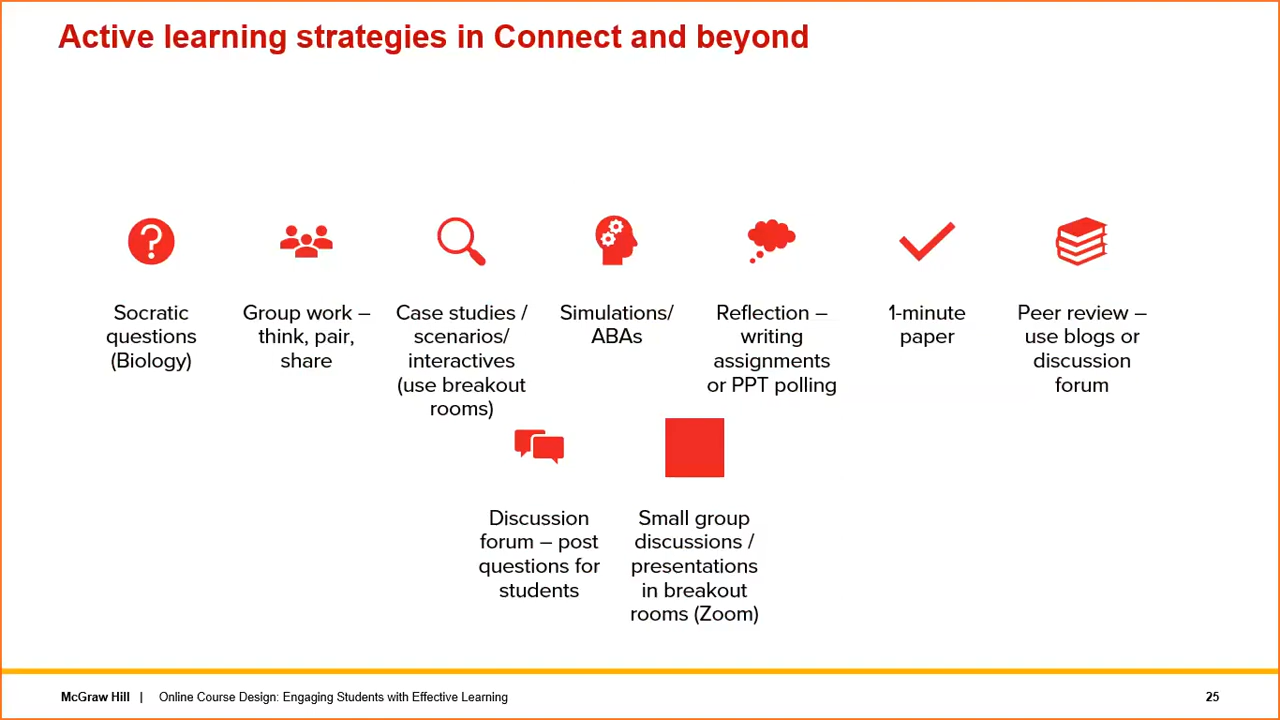 Active learning strategies in Connect and beyond
Socratic
questions
(Biology)
Group work –
think, pair,
share
Case studies /
scenarios/
interactives
(use breakout
rooms)
Simulations/
ABAs
Reflection –
writing
assignments
or PPT polling
1-minute
paper
Peer review –
use blogs or
discussion
forum
Discussion
forum – post
questions for
students
Small group
discussions /
presentations
in breakout
rooms (Zoom)
McGraw Hill | Online Course Design: Engaging Students with Effective Learning 25